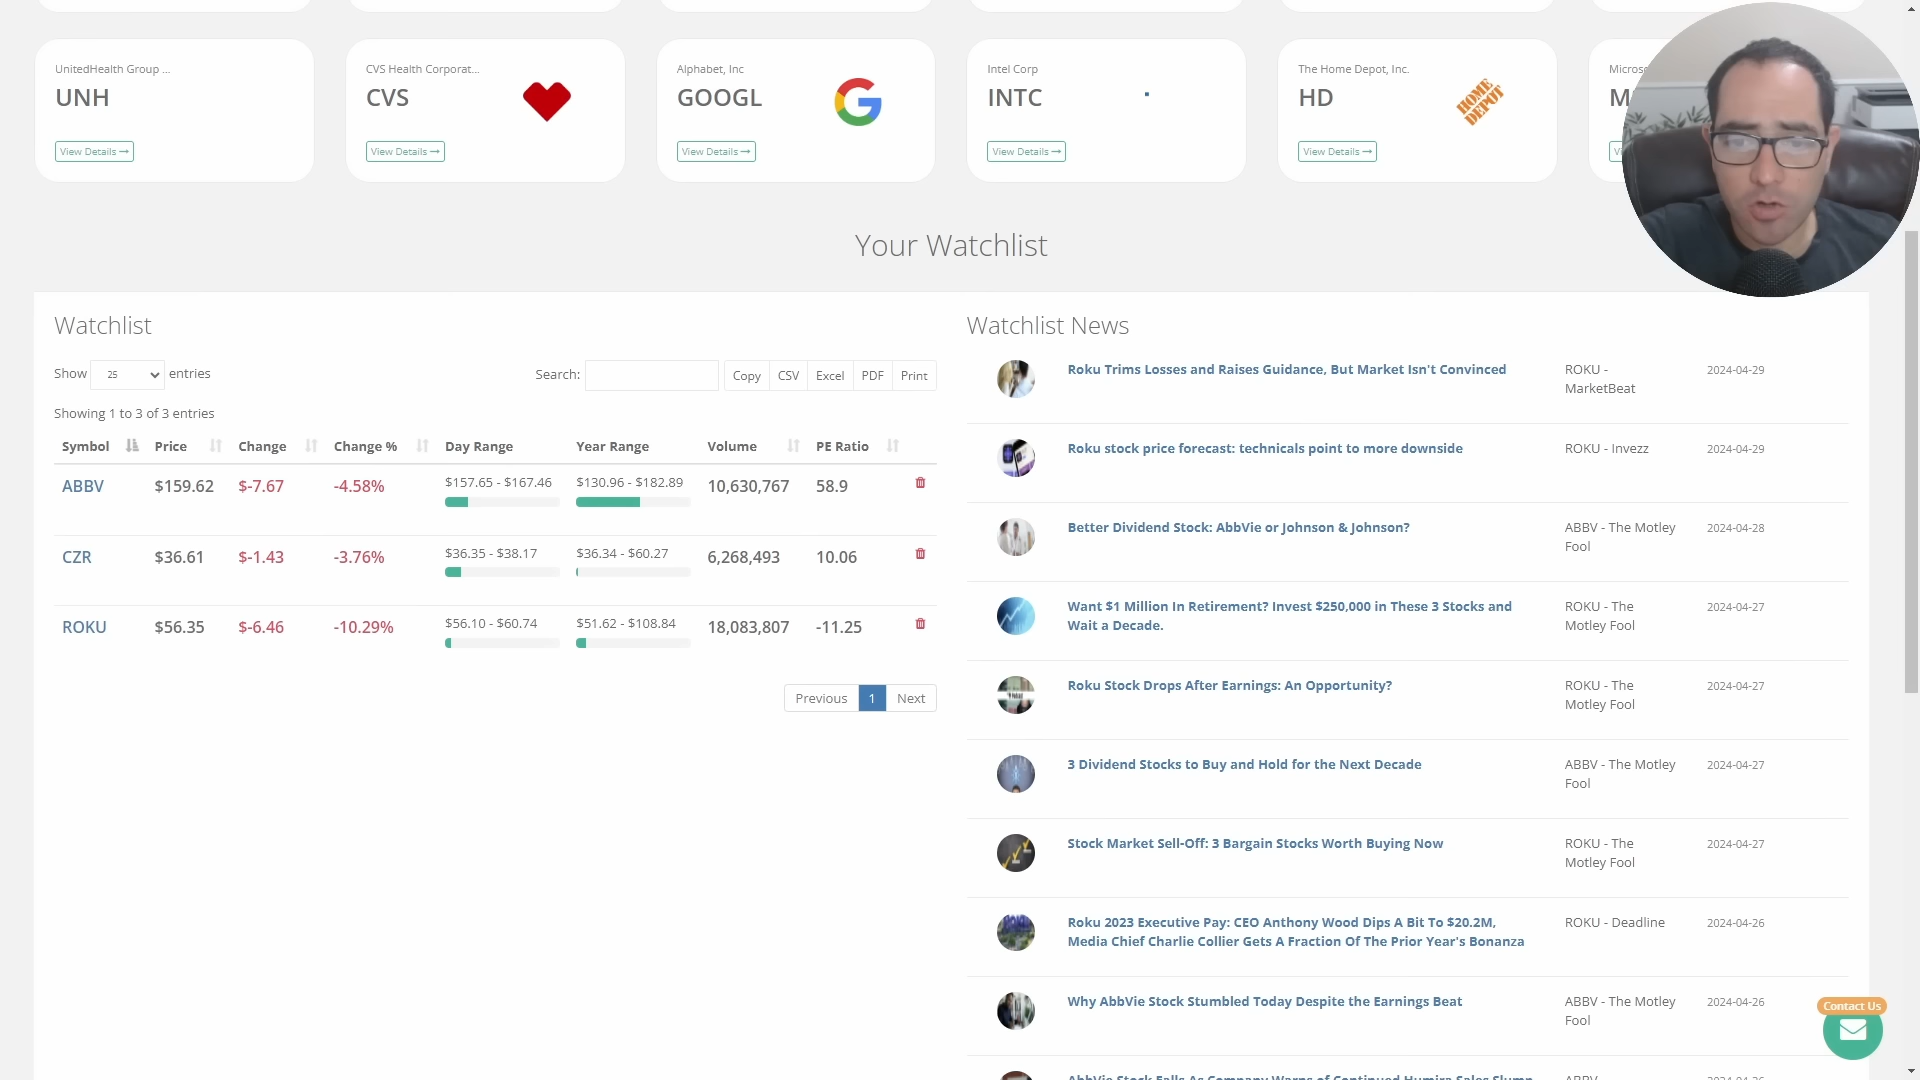 UnitedHealth Group ...
UNH
View Details
CVS Health Corporat...
CVS
View Details
Alphabet, Inc
GOOGL
View Details
Intel Corp
INTC
View Details
The Home Depot, Inc.
HD
THE HOME DEPOT
View Details
Your Watchlist
Watchlist
Show 25 entries
Search: Copy CSV Excel PDF Print
Showing 1 to 3 of 3 entries
Symbol Price Change Change % Day Range Year Range Volume PE Ratio
ABBV $159.62 $-7.67 -4.58% $157.65 - $167.46 $130.96 - $182.89 10,630,767 58.9
CZR $36.61 $-1.43 -3.76% $36.35 - $38.17 $36.34 - $60.27 6,268,493 10.06
ROKU $56.35 $-6.46 -10.29% $56.10 - $60.74 $51.62 - $108.84 18,083,807 -11.25
Previous 1 Next
Watchlist News
Roku Trims Losses and Raises Guidance, But Market Isn't Convinced
ROKU -
MarketBeat
2024-04-29
Roku stock price forecast: technicals point to more downside
ROKU - Invezz
2024-04-29
Better Dividend Stock: AbbVie or Johnson & Johnson?
ABBV - The Motley
Fool
2024-04-28
Want $1 Million In Retirement? Invest $250,000 in These 3 Stocks and
Wait a Decade.
ROKU - The
Motley Fool
2024-04-27
Roku Stock Drops After Earnings: An Opportunity?
ROKU - The
Motley Fool
2024-04-27
3 Dividend Stocks to Buy and Hold for the Next Decade
ABBV - The Motley
Fool
2024-04-27
Stock Market Sell-Off: 3 Bargain Stocks Worth Buying Now
ROKU - The
Motley Fool
2024-04-27
Roku 2023 Executive Pay: CEO Anthony Wood Dips A Bit To $20.2M,
Media Chief Charlie Collier Gets A Fraction Of The Prior Year's Bonanza
ROKU - Deadline
2024-04-26
Why AbbVie Stock Stumbled Today Despite the Earnings Beat
ABBV - The Motley
Fool
2024-04-26
Contact Us